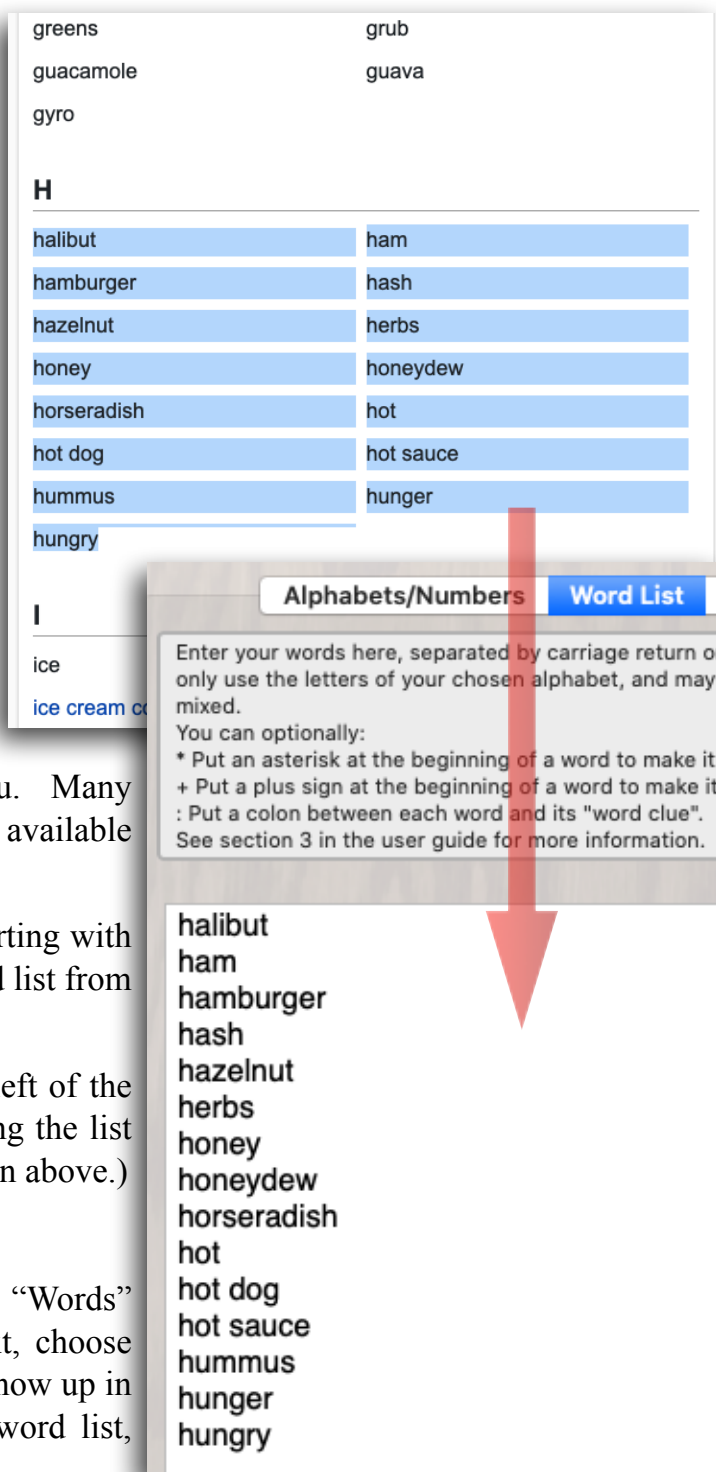 greens grub
guacamole guava
gyro
H
halibut ham
hamburger hash
hazelnut herbs
honey honeydew
horseradish hot
hot dog hot sauce
hummus hunger
hungry
I
ice
ice cream
Alphabets/Numbers Word List
Enter your words here, separated by carriage return
only use the letters of your chosen alphabet, and may
mixed.
You can optionally:
* Put an asterisk at the beginning of a word to make it
+ Put a plus sign at the beginning of a word to make it
: Put a colon between each word and its "word clue".
See section 3 in the user guide for more information.
halibut
ham
hamburger
hash
hazelnut
herbs
honey
honeydew
horseradish
hot
hot dog
hot sauce
hummus
hunger
hungry
Many
available
with
list from
of the
the list
above.)
“Words”
choose
up in
list,